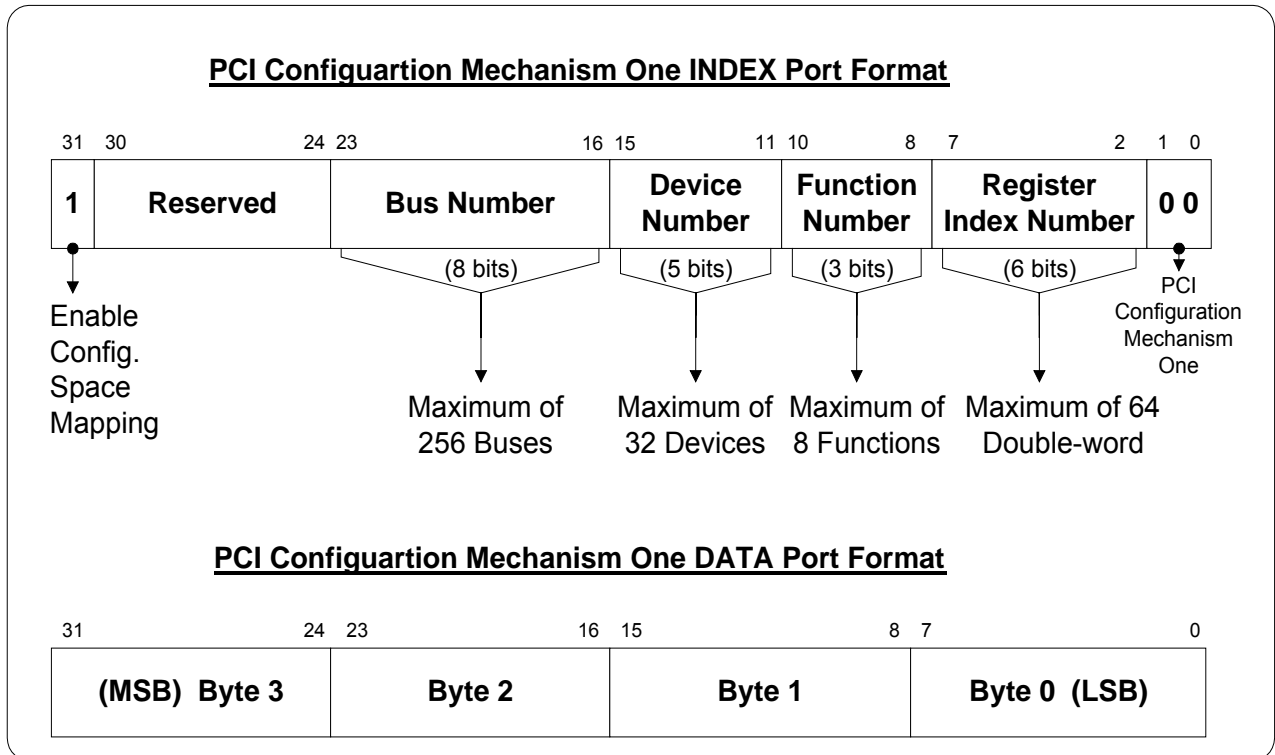 PCI Configuartion Mechanism One INDEX Port Format
31 30 24 23 16 15 11 10 8 7 2 1 0
1 Reserved Bus Number Device Number Function Number Register Index Number 0 0
(8 bits) (5 bits) (3 bits) (6 bits)
Enable
Config.
Space
Mapping
Maximum of
256 Buses
Maximum of
32 Devices
Maximum of
8 Functions
Maximum of 64
Double-word
PCI
Configuration
Mechanism
One
PCI Configuartion Mechanism One DATA Port Format
31 24 23 16 15 8 7 0
(MSB) Byte 3 Byte 2 Byte 1 Byte 0 (LSB)